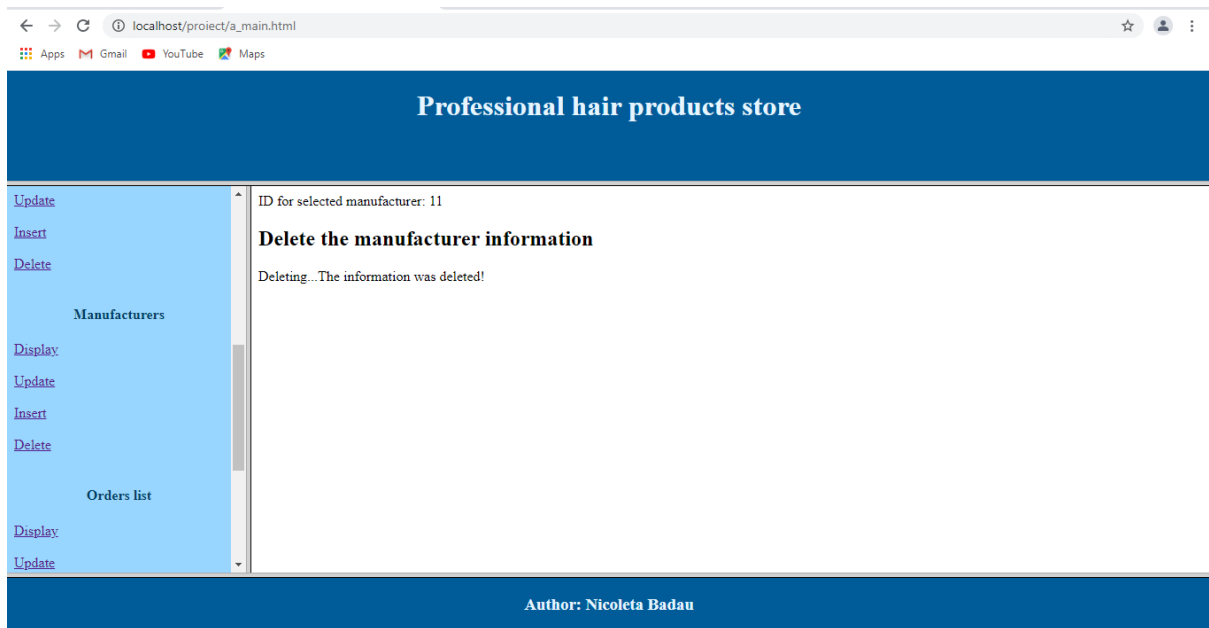 localhost/proiect/a_main.html
Apps Gmail YouTube Maps
Professional hair products store
Update
Insert
Delete
Manufacturers
Display
Update
Insert
Delete
Orders list
Display
Update
ID for selected manufacturer: 11
Delete the manufacturer information
Deleting...The information was deleted!
Author: Nicoleta Badau